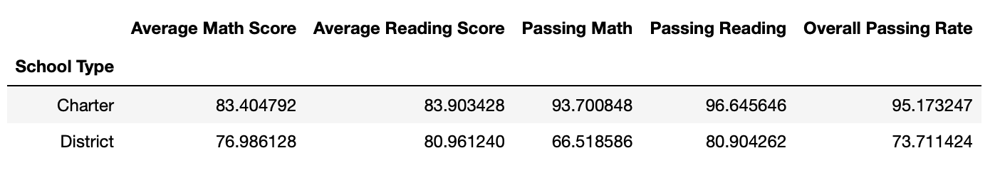 Average Math Score Average Reading Score Passing Math Passing Reading Overall Passing Rate
School Type
Charter 83.404792 83.903428 93.700848 96.645646 95.173247
District 76.986128 80.961240 66.518586 80.904262 73.711424